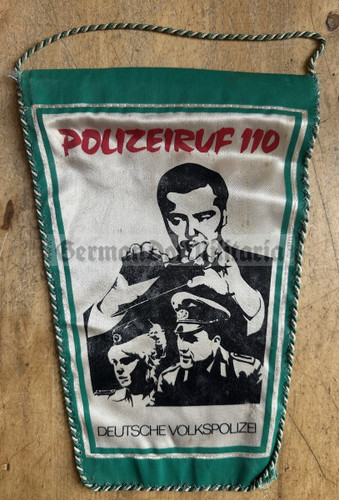 POLIZEIRUF 110
DEUTSCHE VOLKSPOLIZEI